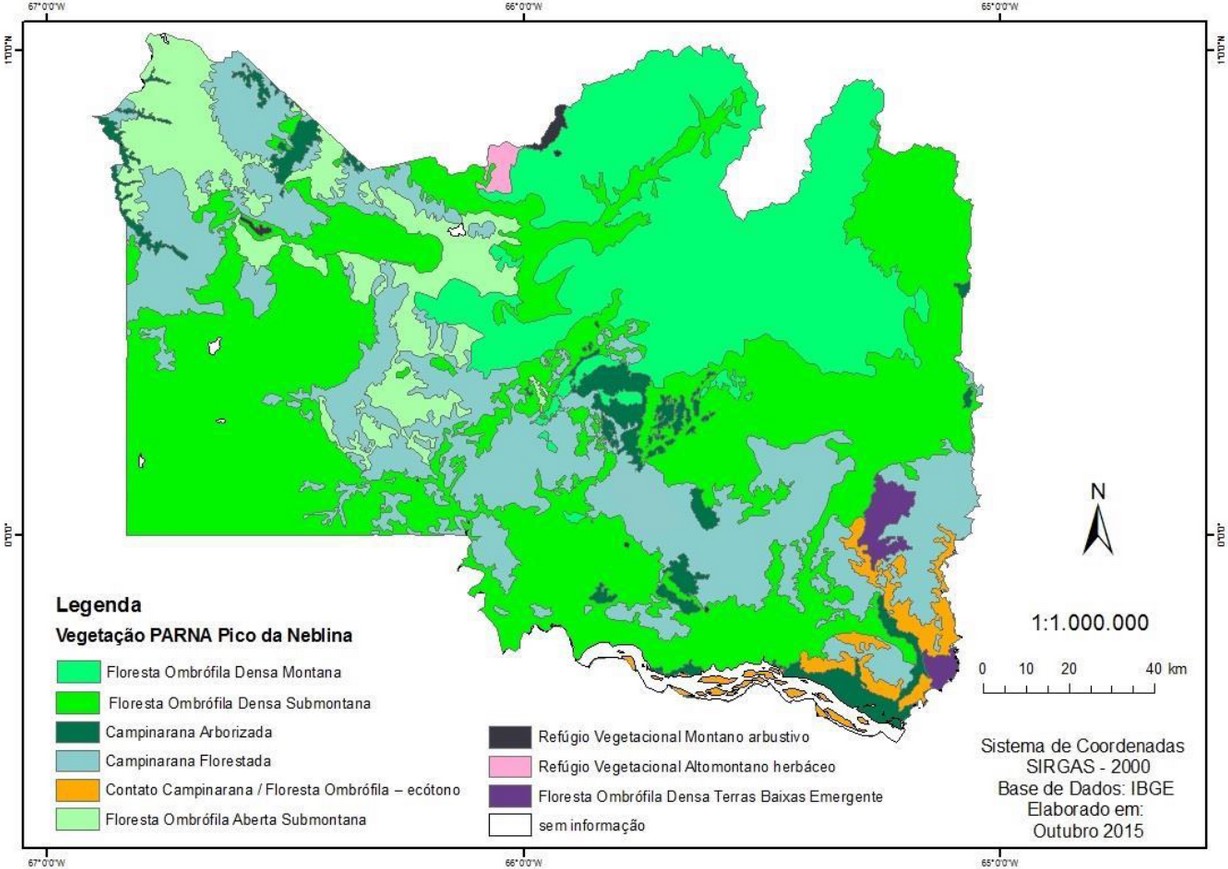 67°0'0"W
66°0'0"W
65°0'0"W
1°0'0"N
1°0'0"N
0°0'0"
0°0'0"
N
1:1.000.000
0 10 20 40 km
Legenda
Vegetação PARNA Pico da Neblina
Floresta Ombrófila Densa Montana
Floresta Ombrófila Densa Submontana
Campinarana Arborizada
Campinarana Florestada
Contato Campinarana / Floresta Ombrófila – ecótono
Floresta Ombrófila Aberta Submontana
Refúgio Vegetacional Montano arbustivo
Refúgio Vegetacional Altomontano herbáceo
Floresta Ombrófila Densa Terras Baixas Emergente
sem informação
Sistema de Coordenadas
SIRGAS - 2000
Base de Dados: IBGE
Elaborado em:
Outubro 2015
67°0'0"W
66°0'0"W
65°0'0"W